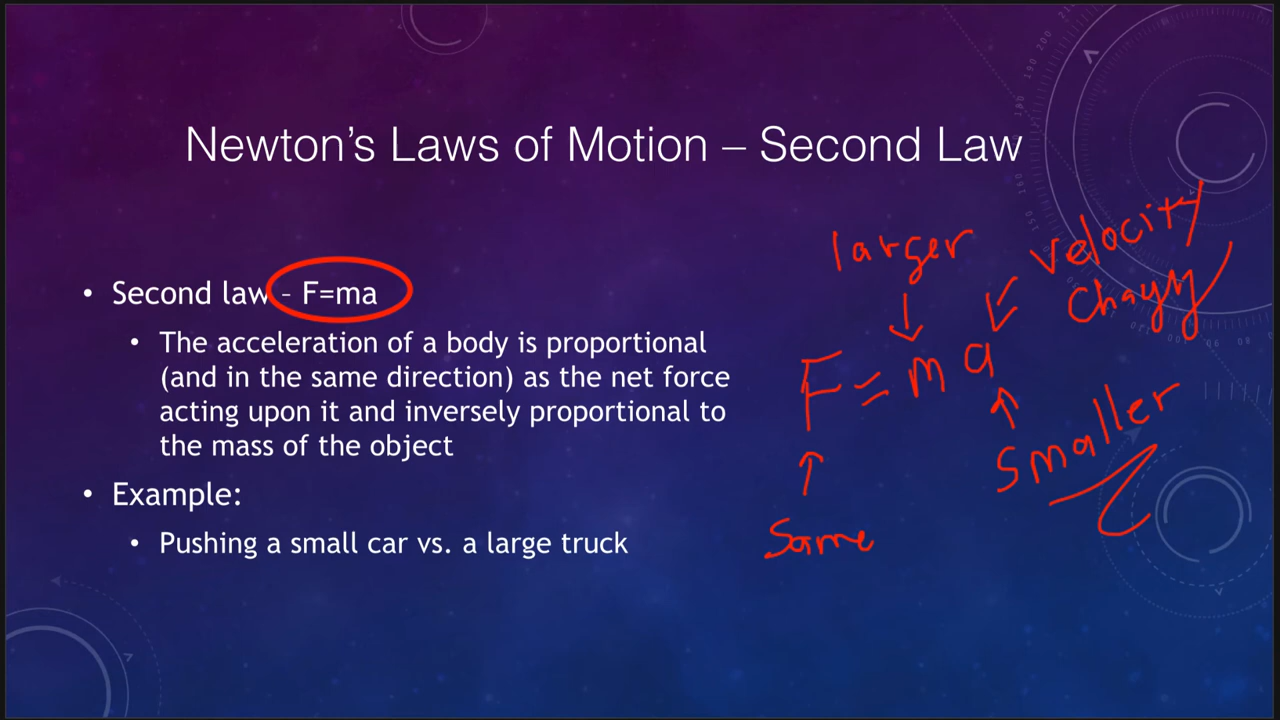 Newton's Laws of Motion – Second Law
• Second law – F=ma
• The acceleration of a body is proportional
(and in the same direction) as the net force
acting upon it and inversely proportional to
the mass of the object
• Example:
• Pushing a small car vs. a large truck
larger
velocity
F = m a
smaller
Same